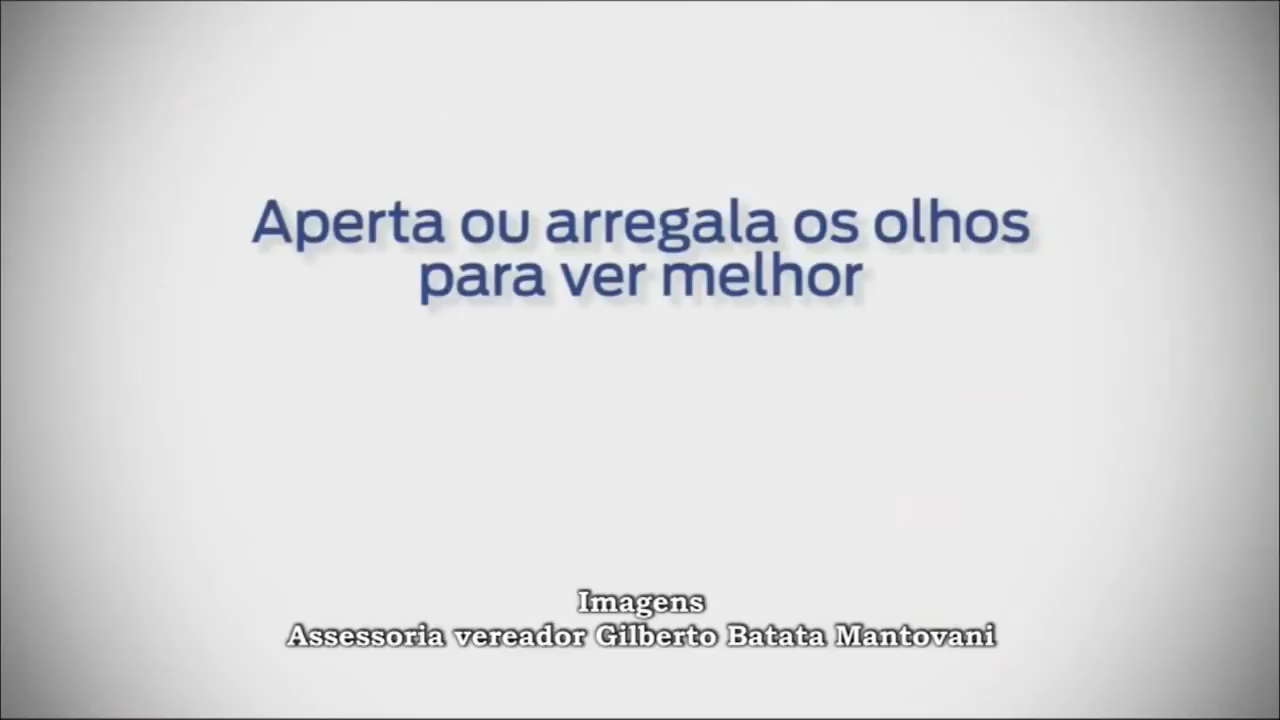 Aperta ou arregala os olhos
para ver melhor
Imagens
Assessoria vereador Gilberto Batata Mantovani